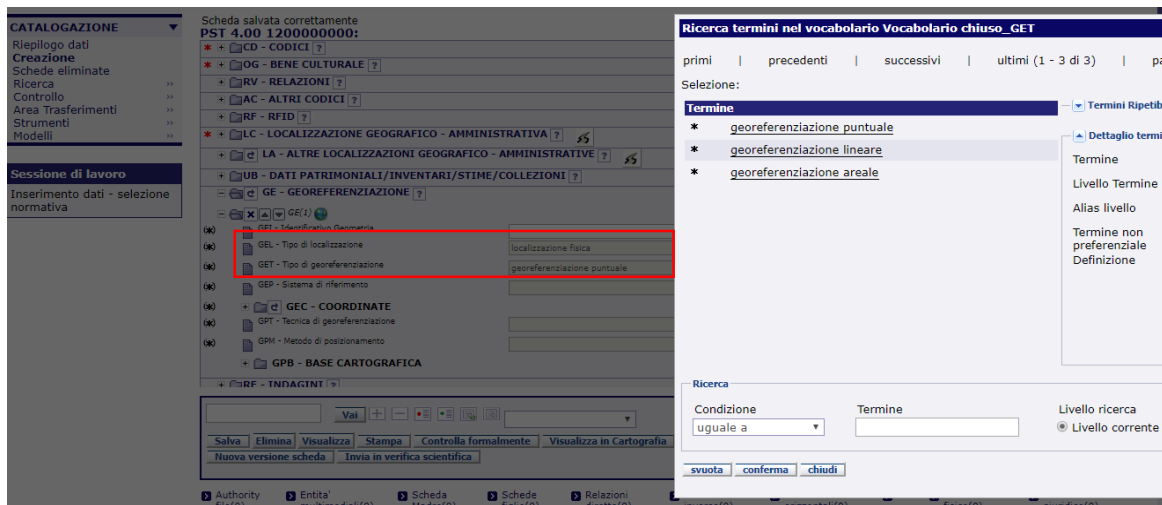 CATALOGAZIONE
Riepilogo dati
Creazione
Schede eliminate
Ricerca
Controllo
Area Trasferimenti
Strumenti
Modelli
Sessione di lavoro
Inserimento dati - selezione
normativa
Scheda salvata correttamente
PST 4.00 1200000000:
* + CD - CODICI ?
* + OG - BENE CULTURALE ?
+ RV - RELAZIONI ?
+ AC - ALTRI CODICI ?
+ RF - RFID ?
* + LC - LOCALIZZAZIONE GEOGRAFICO - AMMINISTRATIVA ?
+ LA - ALTRE LOCALIZZAZIONI GEOGRAFICO - AMMINISTRATIVE ?
+ UB - DATI PATRIMONIALI/INVENTARI/STIME/COLLEZIONI ?
- GE - GEOREFERENZIAZIONE ?
- GE(1)
(*) GEI - Identificativo Geometria
(*) GEL - Tipo di localizzazione localizzazione fisica
(*) GET - Tipo di georeferenziazione georeferenziazione puntuale
(*) GEP - Sistema di riferimento
(*) + GEC - COORDINATE
(*) GPT - Tecnica di georeferenziazione
(*) GPM - Metodo di posizionamento
+ GPB - BASE CARTOGRAFICA
+ RE - INDAGINI ?
Vai
Salva Elimina Visualizza Stampa Controlla formalmente Visualizza in Cartografia
Nuova versione scheda Invia in verifica scientifica
Authority Entita' Scheda Schede Relazioni
Ricerca termini nel vocabolario Vocabolario chiuso_GET
primi | precedenti | successivi | ultimi (1 - 3 di 3) | pa
Selezione:
Termine
* georeferenziazione puntuale
* georeferenziazione lineare
* georeferenziazione areale
Termini Ripetib
Dettaglio termi
Termine
Livello Termine
Alias livello
Termine non
preferenziale
Definizione
Ricerca
Condizione Termine Livello ricerca
uguale a Livello corrente
svuota conferma chiudi